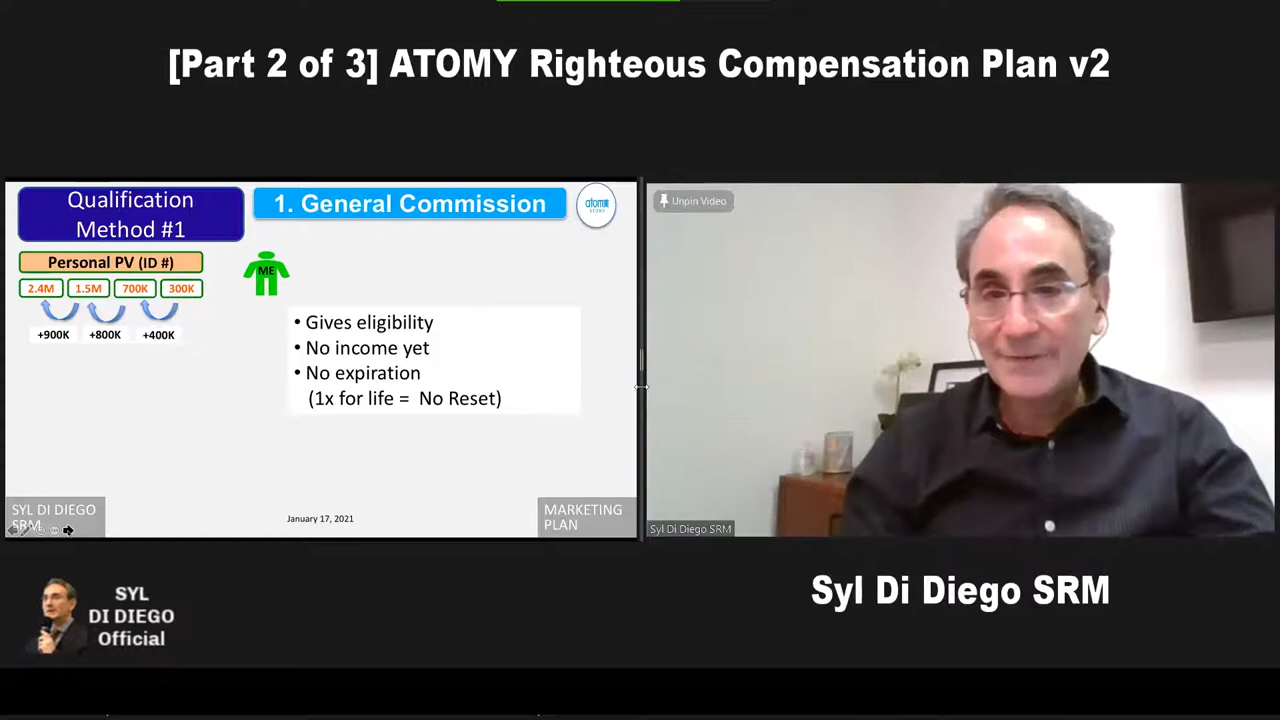 [Part 2 of 3] ATOMY Righteous Compensation Plan v2
Qualification
Method #1
1. General Commission
atomě
STORY
Personal PV (ID #)
2.4M 1.5M 700K 300K
+900K +800K +400K
ME
• Gives eligibility
• No income yet
• No expiration
(1x for life = No Reset)
SYL DI DIEGO
SRM
January 17, 2021
MARKETING
PLAN
Unpin Video
Syl Di Diego SRM
SYL
DI DIEGO
Official
Syl Di Diego SRM